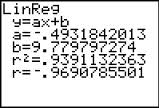 LinReg
y=ax+b
a=-.4931842013
b=9.779797274
r²=.9391132363
r=-.9690785501